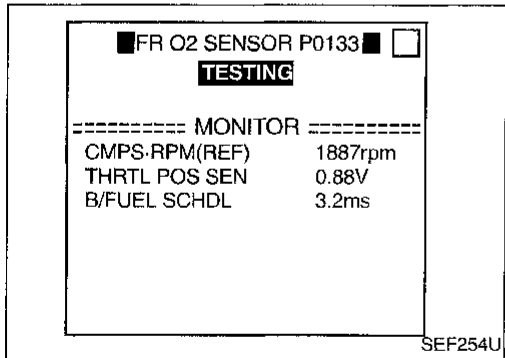 FR O2 SENSOR P0133
TESTING
========== MONITOR ==========
CMPS·RPM(REF) 1887rpm
THRTL POS SEN 0.88V
B/FUEL SCHDL 3.2ms
SEF254U